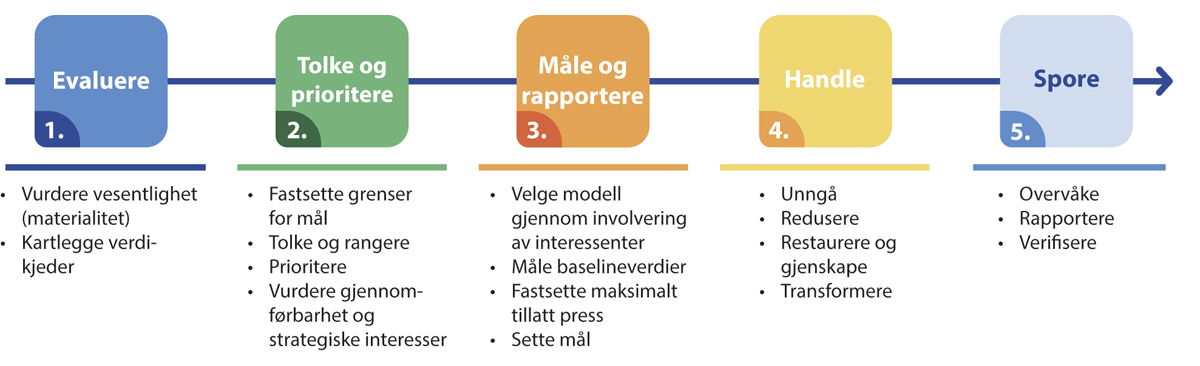 Evaluere
1.
• Vurdere vesentlighet
(materialitet)
• Kartlegge verdi-
kjeder
Tolke og
prioritere
2.
• Fastsette grenser
for mål
• Tolke og rangere
• Prioritere
• Vurdere gjennom-
førbarhet og
strategiske interesser
Måle og
rapportere
3.
• Velge modell
gjennom involvering
av interessenter
• Måle baselineverdier
• Fastsette maksimalt
tillatt press
• Sette mål
Handle
4.
• Unngå
• Redusere
• Restaurere og
gjenskape
• Transformere
Spore
5.
• Overvåke
• Rapportere
• Verifisere